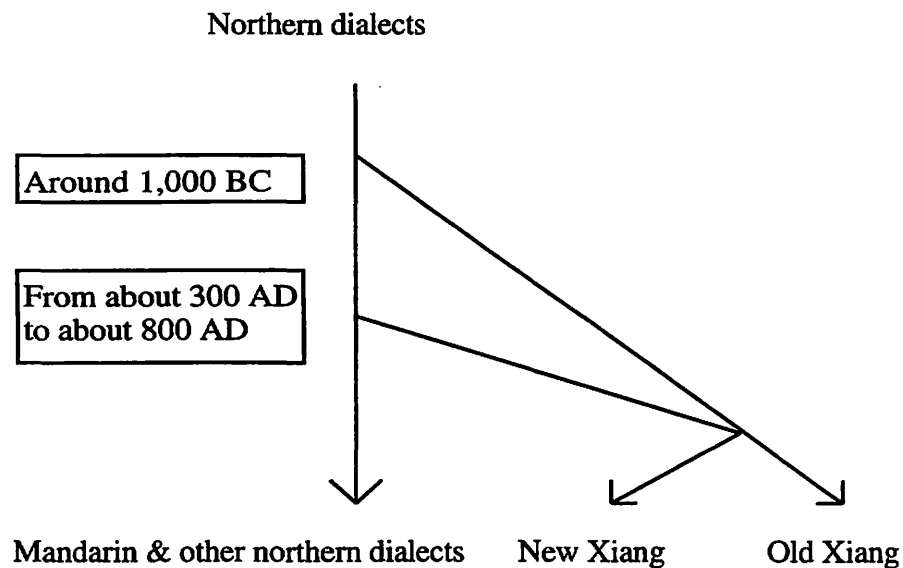 Northern dialects
Around 1,000 BC
From about 300 AD
to about 800 AD
Mandarin & other northern dialects
New Xiang
Old Xiang